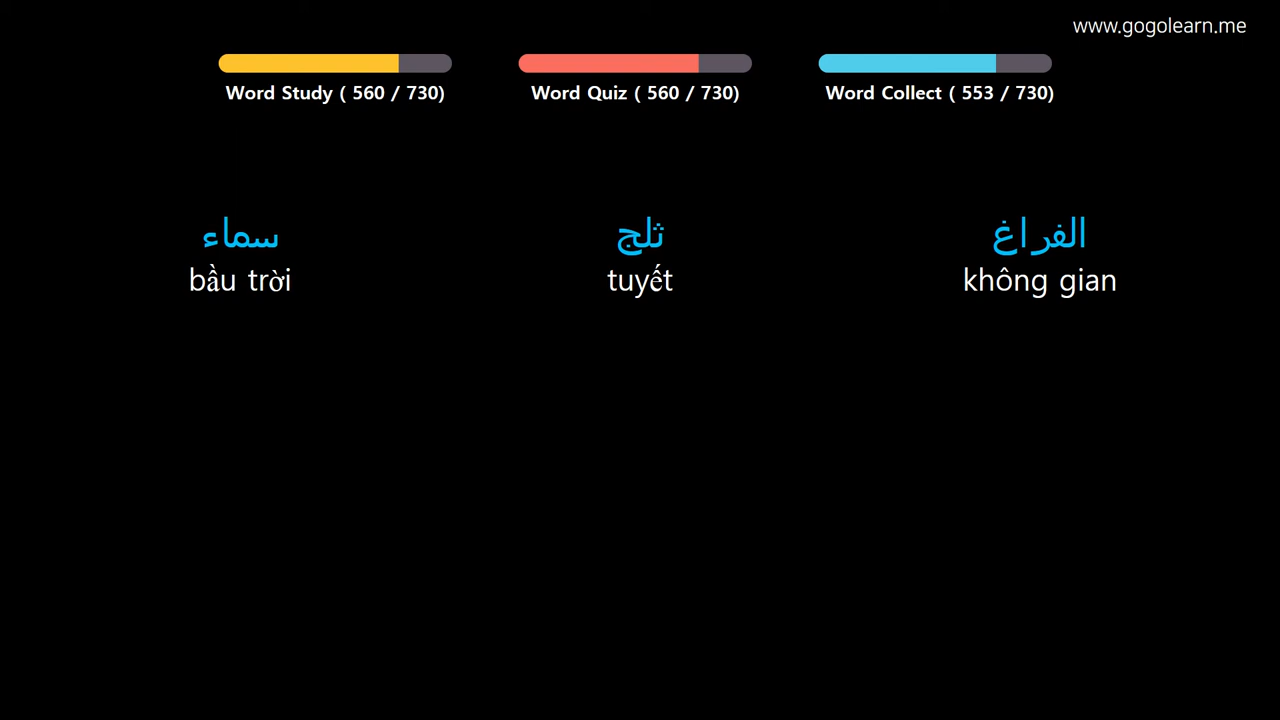 www.gogolearn.me
Word Study ( 560 / 730)
Word Quiz ( 560 / 730)
Word Collect ( 553 / 730)
سماء
bầu trời
ثلج
tuyết
الفراغ
không gian